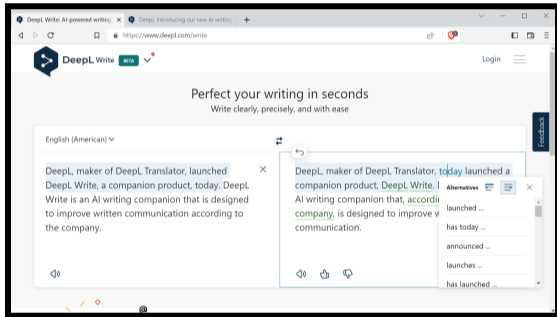 DeepL Write: AI-powered writing
DeepL: Introducing our new AI writing
https://www.deepl.com/write
DeepL Write BETA
Login
Perfect your writing in seconds
Write clearly, precisely, and with ease
Feedback
English (American)
DeepL, maker of DeepL Translator, launched
DeepL Write, a companion product, today. DeepL
Write is an AI writing companion that is designed
to improve written communication according to
the company.
DeepL, maker of DeepL Translator, today launched a
companion product, DeepL Write.
AI writing companion that,
company, is designed to improve
communication.
Alternatives
launched ...
has today ...
announced ...
launches ...
has launched ...
@